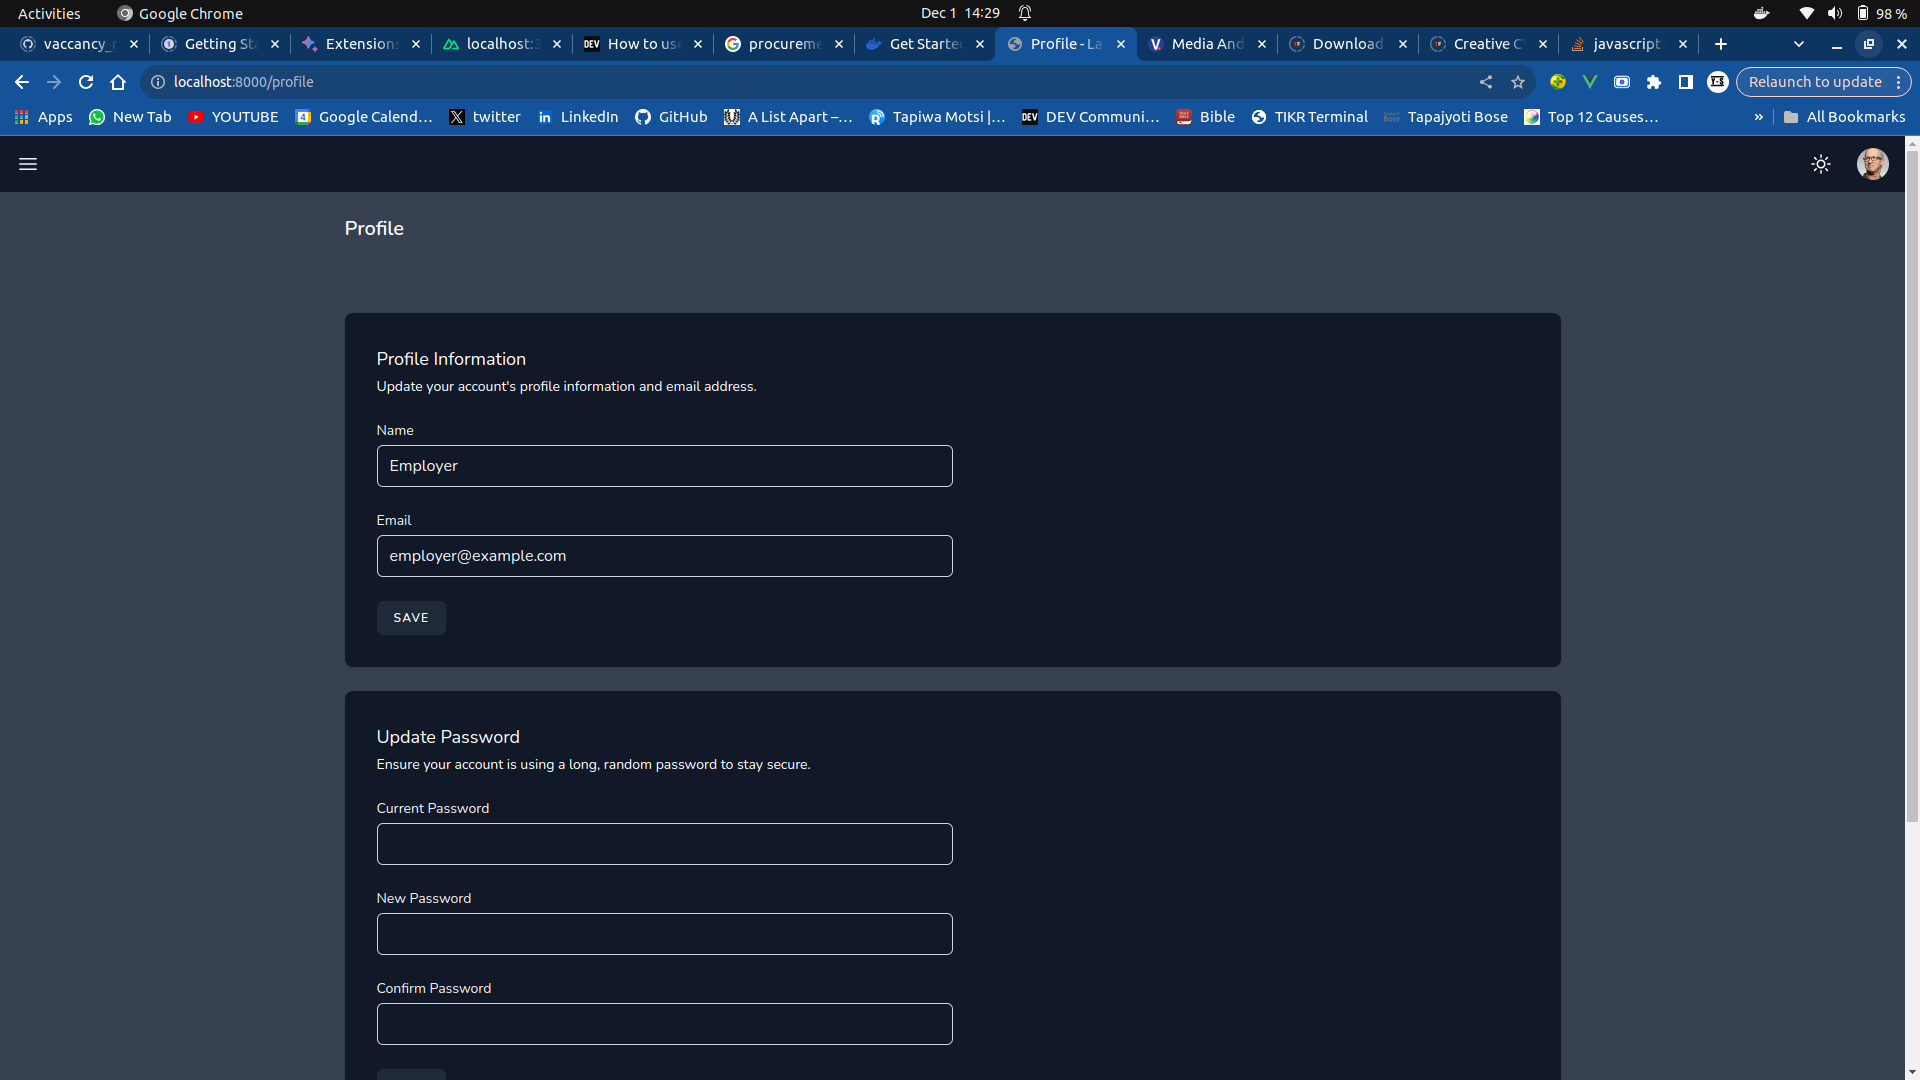 Activities Google Chrome Dec 1 14:29 98 %
vaccancy_ Getting Sta Extension localhost:3 How to us procureme Get Starte Profile - La Media And Download Creative C javascript
localhost:8000/profile Relaunch to update
Apps New Tab YOUTUBE Google Calend... twitter LinkedIn GitHub A List Apart –... Tapiwa Motsi |... DEV Communi... Bible TIKR Terminal Tapajyoti Bose Top 12 Causes... » All Bookmarks
Profile
Profile Information
Update your account's profile information and email address.
Name
Employer
Email
employer@example.com
SAVE
Update Password
Ensure your account is using a long, random password to stay secure.
Current Password
New Password
Confirm Password